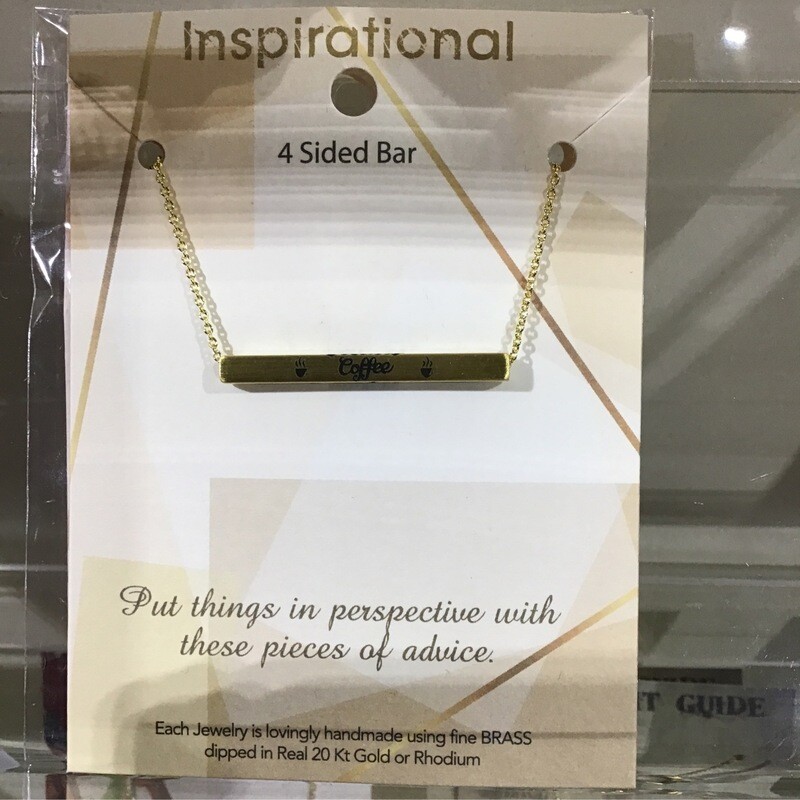 Inspirational
4 Sided Bar
Coffee
Put things in perspective with
these pieces of advice.
Each Jewelry is lovingly handmade using fine BRASS
dipped in Real 20 Kt Gold or Rhodium
GUIDE